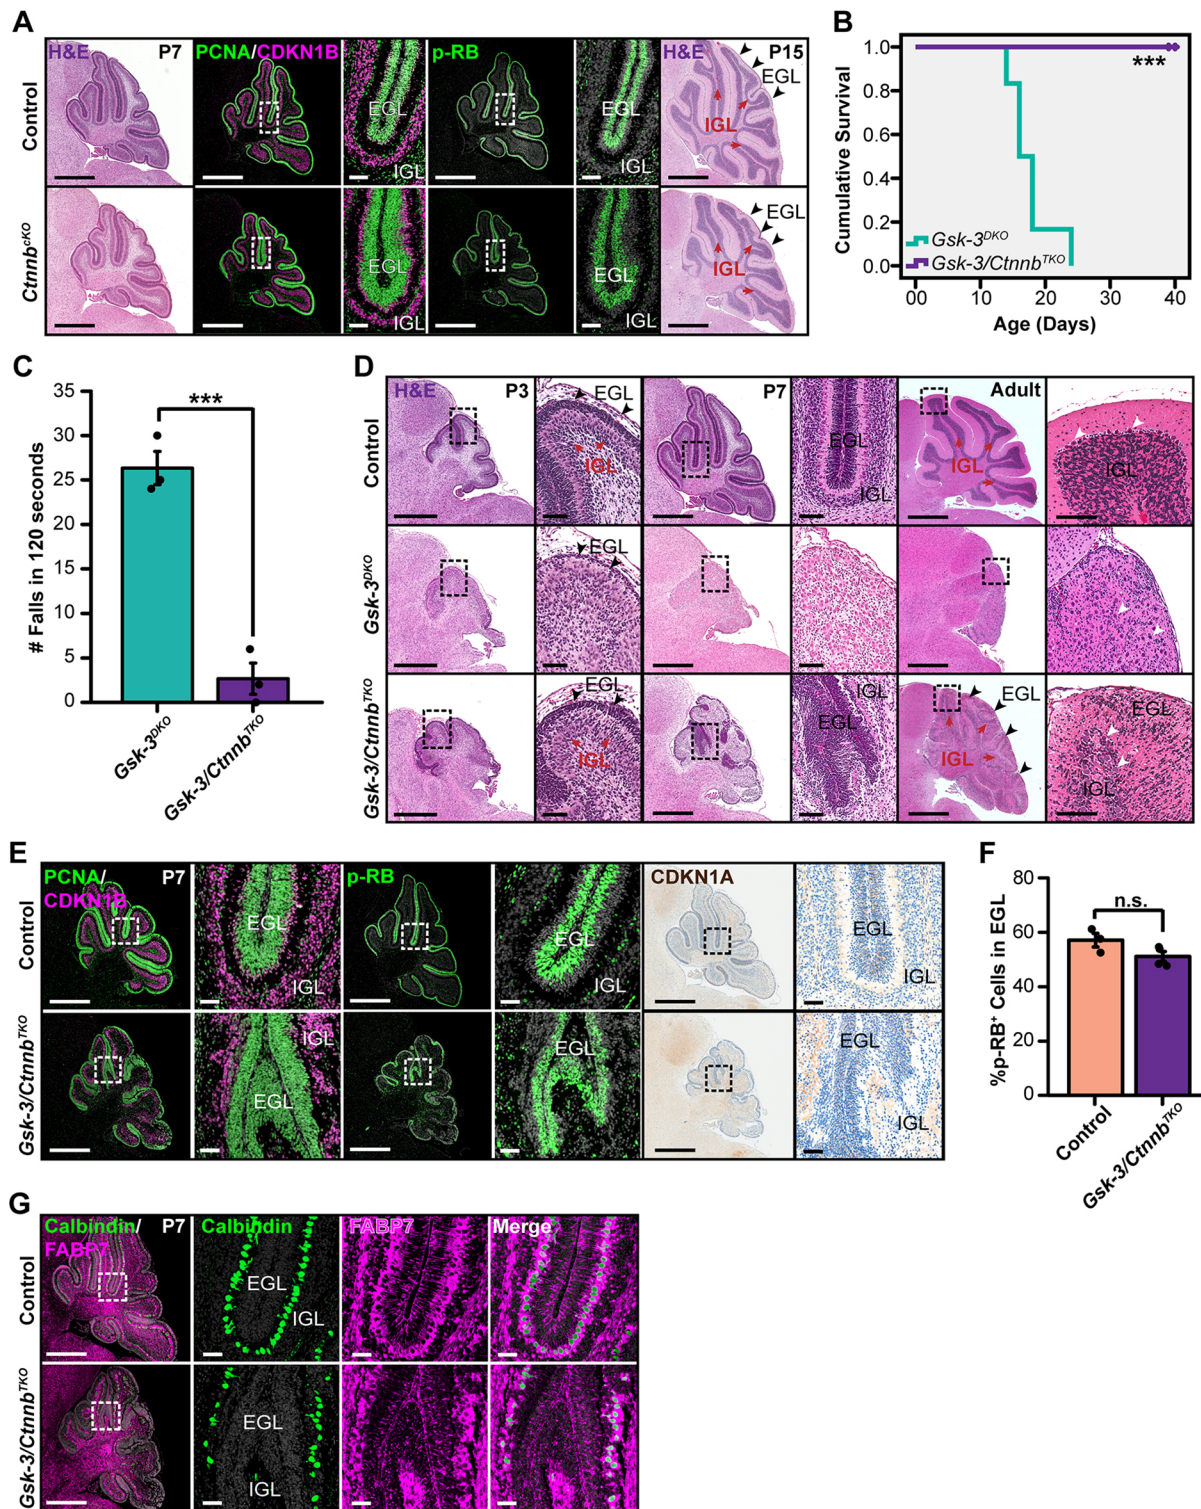 A
H&E P7 PCNA/CDKN1B p-RB H&E P15
Control
EGL
IGL
EGL
IGL
EGL
IGL
Ctnnb^cKO
EGL
IGL
EGL
IGL
EGL
IGL
B
Cumulative Survival
1.0
0.8
0.6
0.4
0.2
0.0
***
Gsk-3^DKO
Gsk-3/Ctnnb^TKO
00 10 20 30 40
Age (Days)
C
# Falls in 120 seconds
35
30
25
20
15
10
5
0
***
Gsk-3^DKO
Gsk-3/Ctnnb^TKO
D
H&E P3 P7 Adult
Control
EGL
IGL
EGL
IGL
IGL
IGL
Gsk-3^DKO
EGL
Gsk-3/Ctnnb^TKO
EGL
IGL
IGL
EGL
EGL
IGL
EGL
IGL
E
PCNA/ P7
CDKN1B
p-RB
CDKN1A
Control
EGL
IGL
EGL
IGL
EGL
IGL
Gsk-3/Ctnnb^TKO
IGL
EGL
EGL
EGL
IGL
F
%p-RB⁺ Cells in EGL
80
60
40
20
0
n.s.
Control
Gsk-3/Ctnnb^TKO
G
Calbindin/ P7
FABP7
Calbindin
FABP7
Merge
Control
EGL
IGL
Gsk-3/Ctnnb^TKO
EGL
IGL